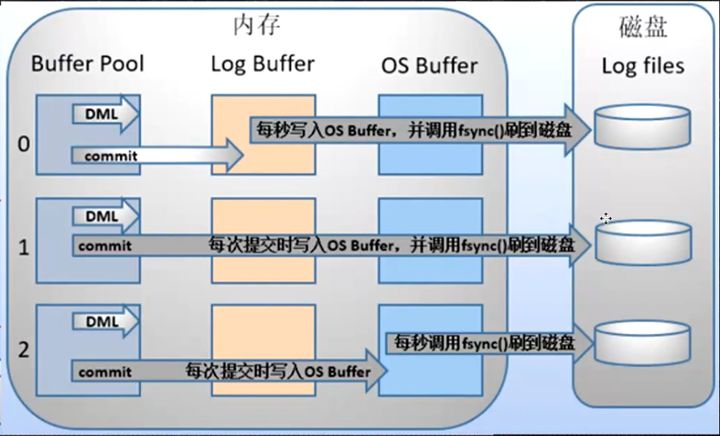 内存
磁盘
Buffer Pool
Log Buffer
OS Buffer
Log files
0
DML
每秒写入OS Buffer，并调用fsync()刷到磁盘
commit
1
DML
commit
每次提交时写入OS Buffer，并调用fsync()刷到磁盘
2
DML
每秒调用fsync()刷到磁盘
commit
每次提交时写入OS Buffer